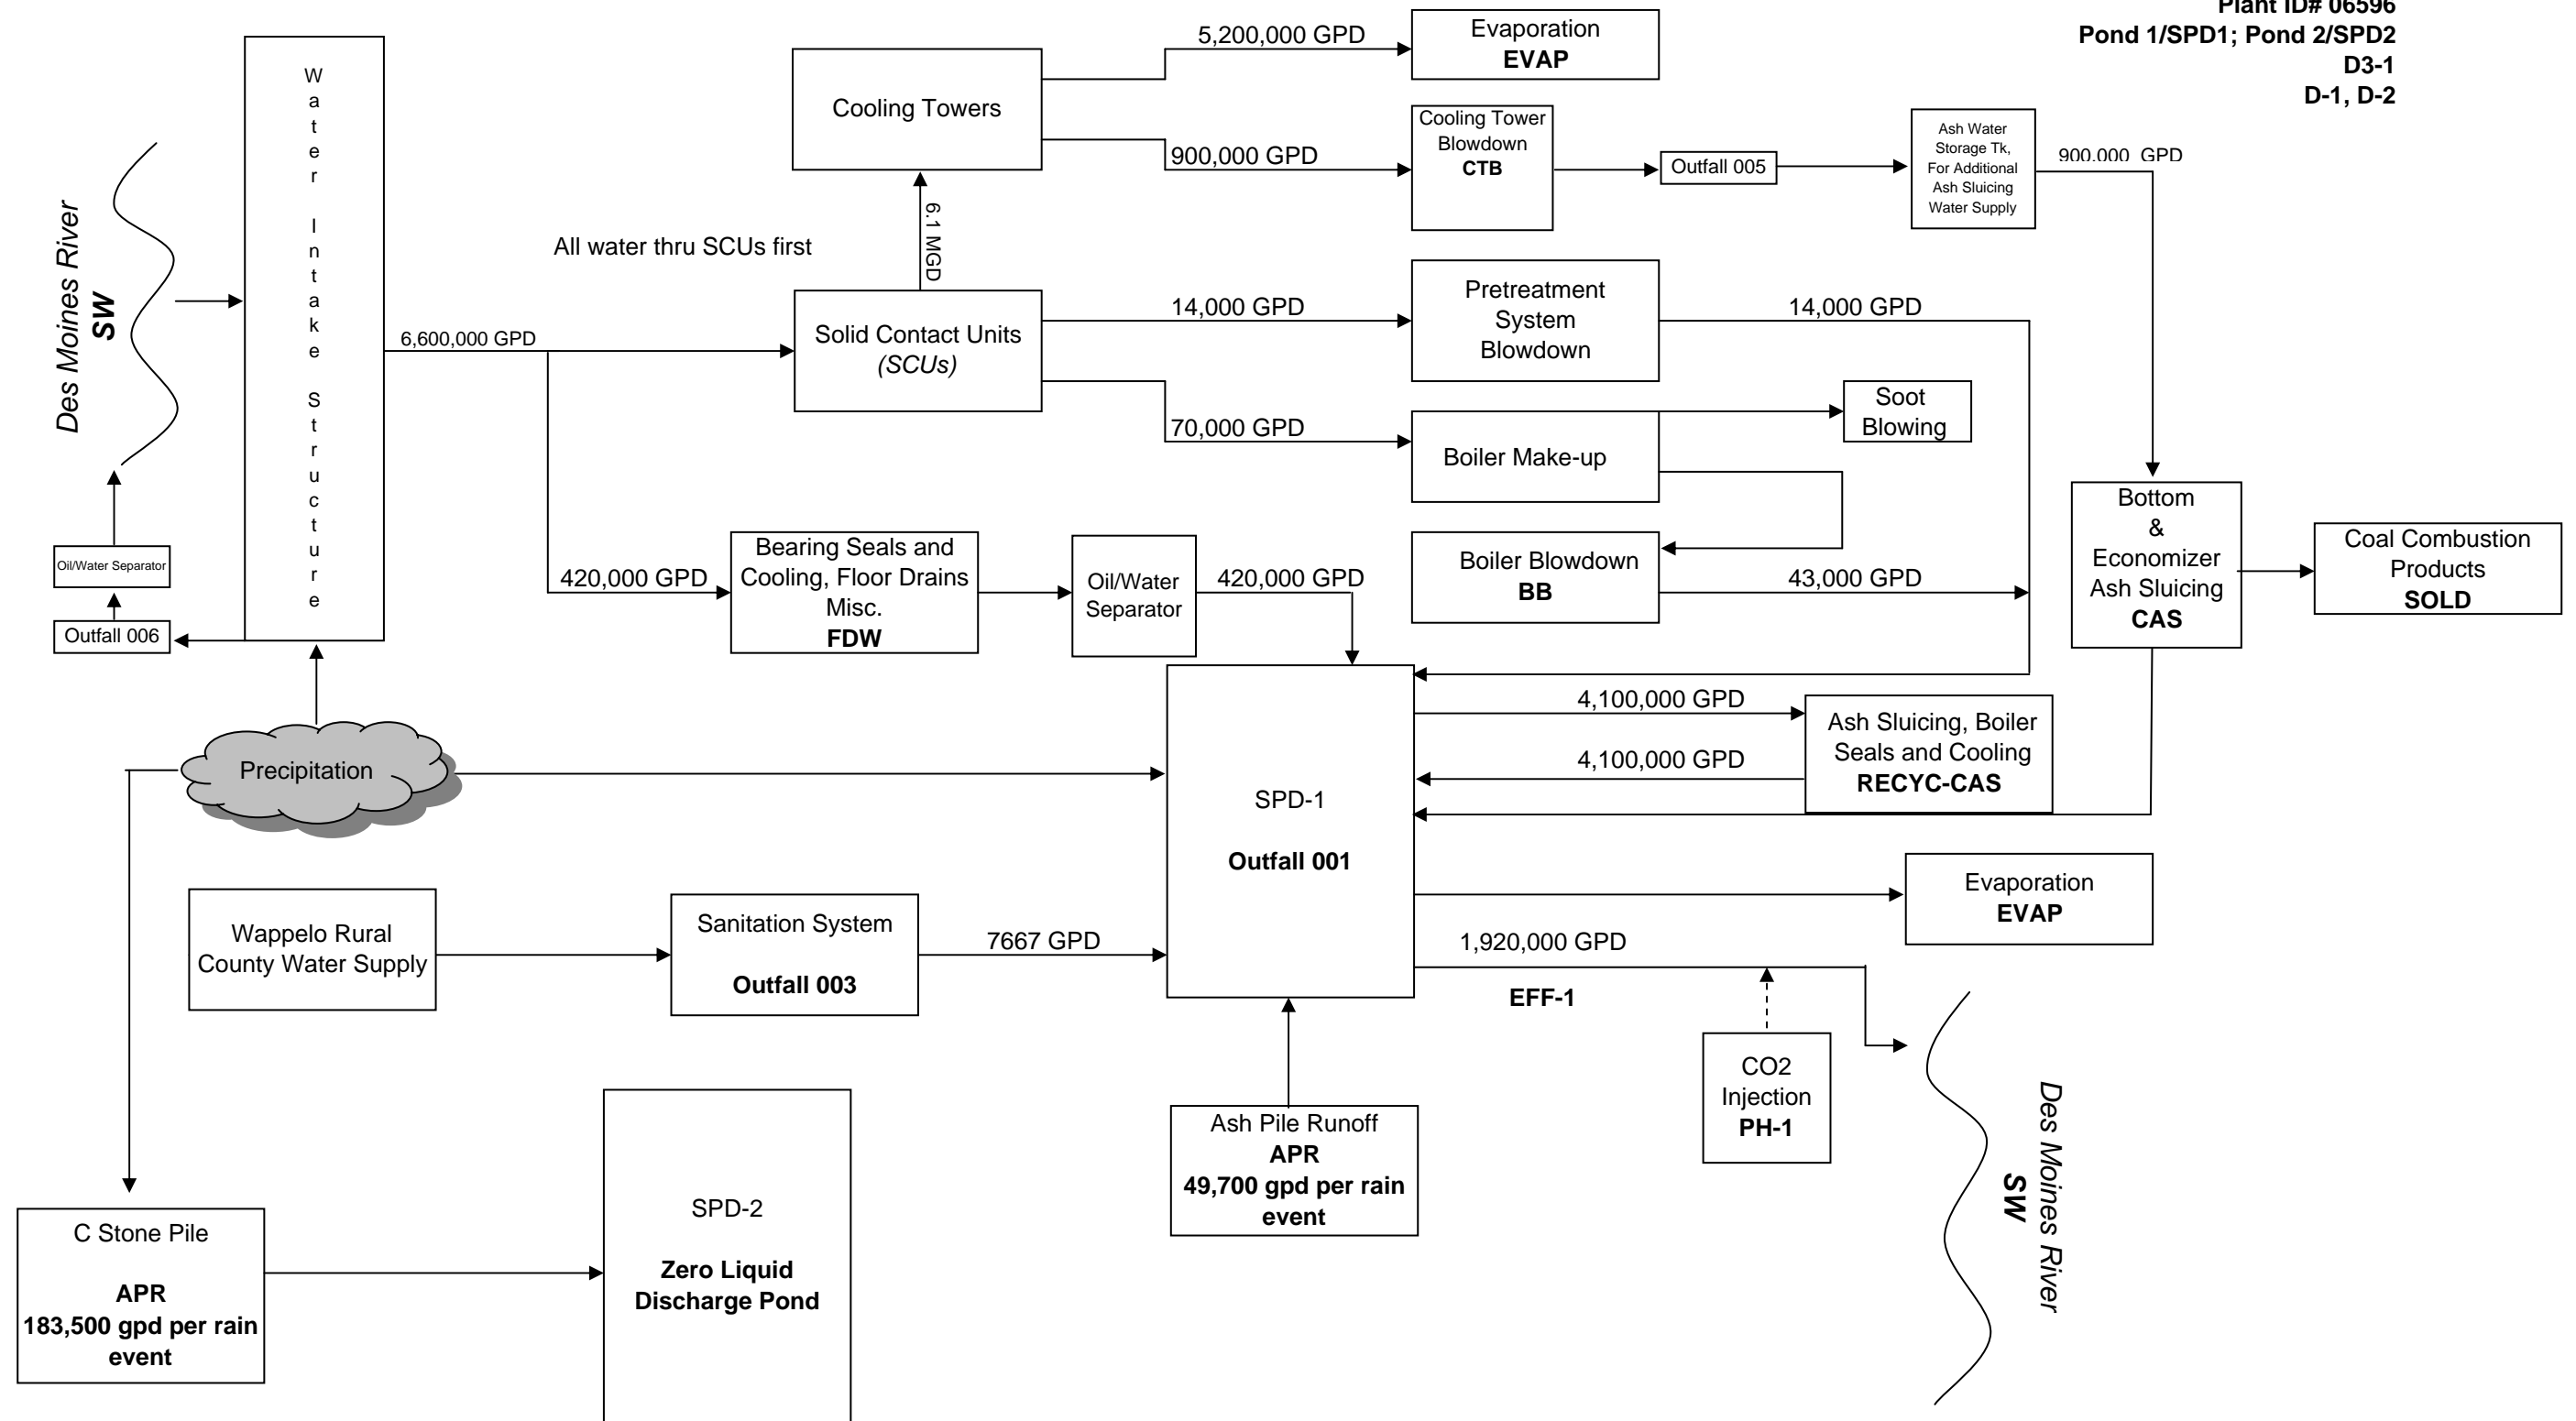 Plant ID# 06596
Pond 1/SPD1; Pond 2/SPD2
D3-1
D-1, D-2
Des Moines River
SW
Water Intake Structure
Oil/Water Separator
Outfall 006
6,600,000 GPD
All water thru SCUs first
Cooling Towers
6.1 MGD
Solid Contact Units
(SCUs)
5,200,000 GPD
Evaporation
EVAP
900,000 GPD
Cooling Tower
Blowdown
CTB
Outfall 005
Ash Water
Storage Tk,
For Additional
Ash Sluicing
Water Supply
900.000 GPD
14,000 GPD
Pretreatment
System
Blowdown
14,000 GPD
70,000 GPD
Boiler Make-up
Soot
Blowing
Boiler Blowdown
BB
43,000 GPD
420,000 GPD
Bearing Seals and
Cooling, Floor Drains
Misc.
FDW
Oil/Water
Separator
420,000 GPD
Bottom
&
Economizer
Ash Sluicing
CAS
Coal Combustion
Products
SOLD
Precipitation
SPD-1
Outfall 001
4,100,000 GPD
4,100,000 GPD
Ash Sluicing, Boiler
Seals and Cooling
RECYC-CAS
Evaporation
EVAP
Wappelo Rural
County Water Supply
Sanitation System
Outfall 003
7667 GPD
1,920,000 GPD
EFF-1
CO2
Injection
PH-1
Des Moines River
SW
Ash Pile Runoff
APR
49,700 gpd per rain
event
C Stone Pile
APR
183,500 gpd per rain
event
SPD-2
Zero Liquid
Discharge Pond